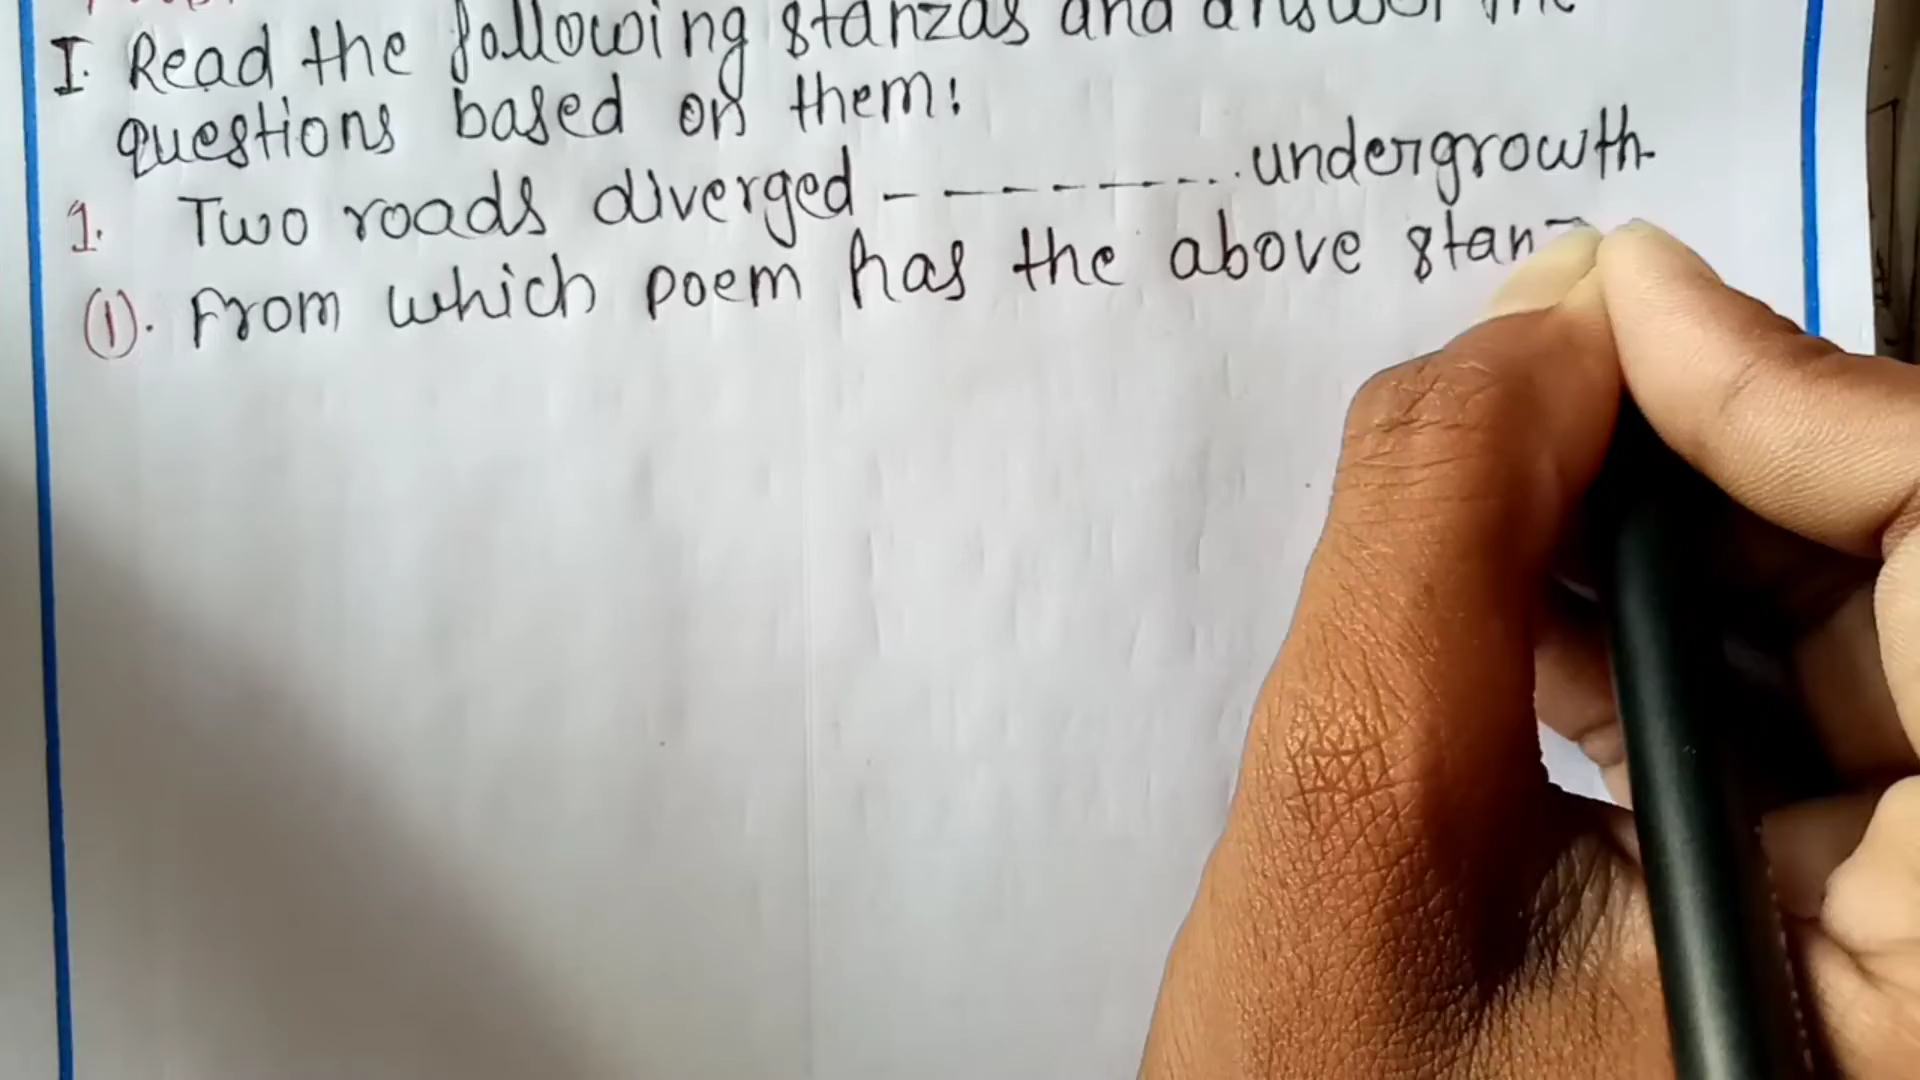 I. Read the following stanzas and answer the
questions based on them:
1. Two roads diverged - - - - - - - - .. undergrowth.
(1). From which poem has the above stan